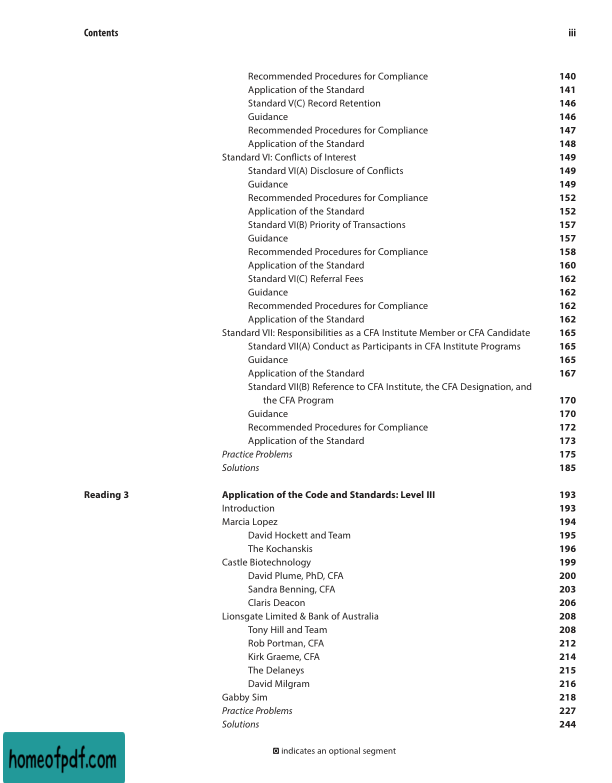 Contents iii
Recommended Procedures for Compliance 140
Application of the Standard 141
Standard V(C) Record Retention 146
Guidance 146
Recommended Procedures for Compliance 147
Application of the Standard 148
Standard VI: Conflicts of Interest 149
Standard VI(A) Disclosure of Conflicts 149
Guidance 149
Recommended Procedures for Compliance 152
Application of the Standard 152
Standard VI(B) Priority of Transactions 157
Guidance 157
Recommended Procedures for Compliance 158
Application of the Standard 160
Standard VI(C) Referral Fees 162
Guidance 162
Recommended Procedures for Compliance 162
Application of the Standard 162
Standard VII: Responsibilities as a CFA Institute Member or CFA Candidate 165
Standard VII(A) Conduct as Participants in CFA Institute Programs 165
Guidance 165
Application of the Standard 167
Standard VII(B) Reference to CFA Institute, the CFA Designation, and
the CFA Program 170
Guidance 170
Recommended Procedures for Compliance 172
Application of the Standard 173
Practice Problems 175
Solutions 185
Reading 3 Application of the Code and Standards: Level III 193
Introduction 193
Marcia Lopez 194
David Hockett and Team 195
The Kochanskis 196
Castle Biotechnology 199
David Plume, PhD, CFA 200
Sandra Benning, CFA 203
Claris Deacon 206
Lionsgate Limited & Bank of Australia 208
Tony Hill and Team 208
Rob Portman, CFA 212
Kirk Graeme, CFA 214
The Delaneys 215
David Milgram 216
Gabby Sim 218
Practice Problems 227
Solutions 244
indicates an optional segment
homeofpdf.com